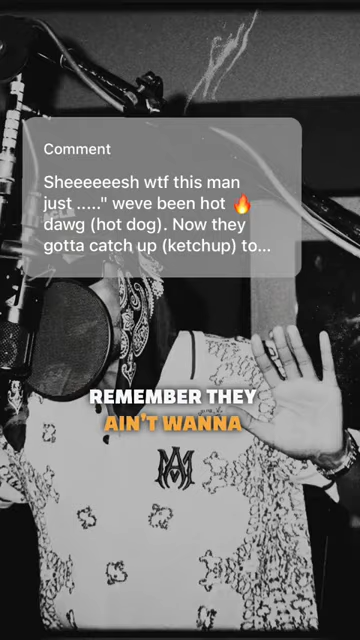 Comment
Sheeeeeesh wtf this man
just ....." weve been hot 🔥
dawg (hot dog). Now they
gotta catch up (ketchup) to...
REMEMBER THEY
AIN'T WANNA